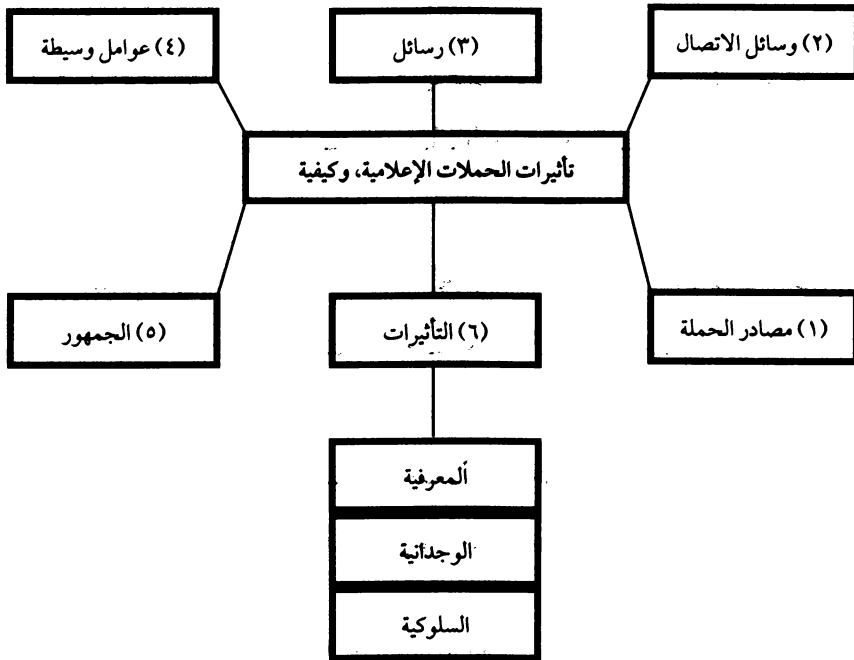 (٢) وسائل الاتصال
(٣) رسائل
(٤) عوامل وسيطة
تأثيرات الحملات الإعلامية، وكيفية
(١) مصادر الحملة
(٦) التأثيرات
(٥) الجمهور
المعرفية
الوجدانية
السلوكية